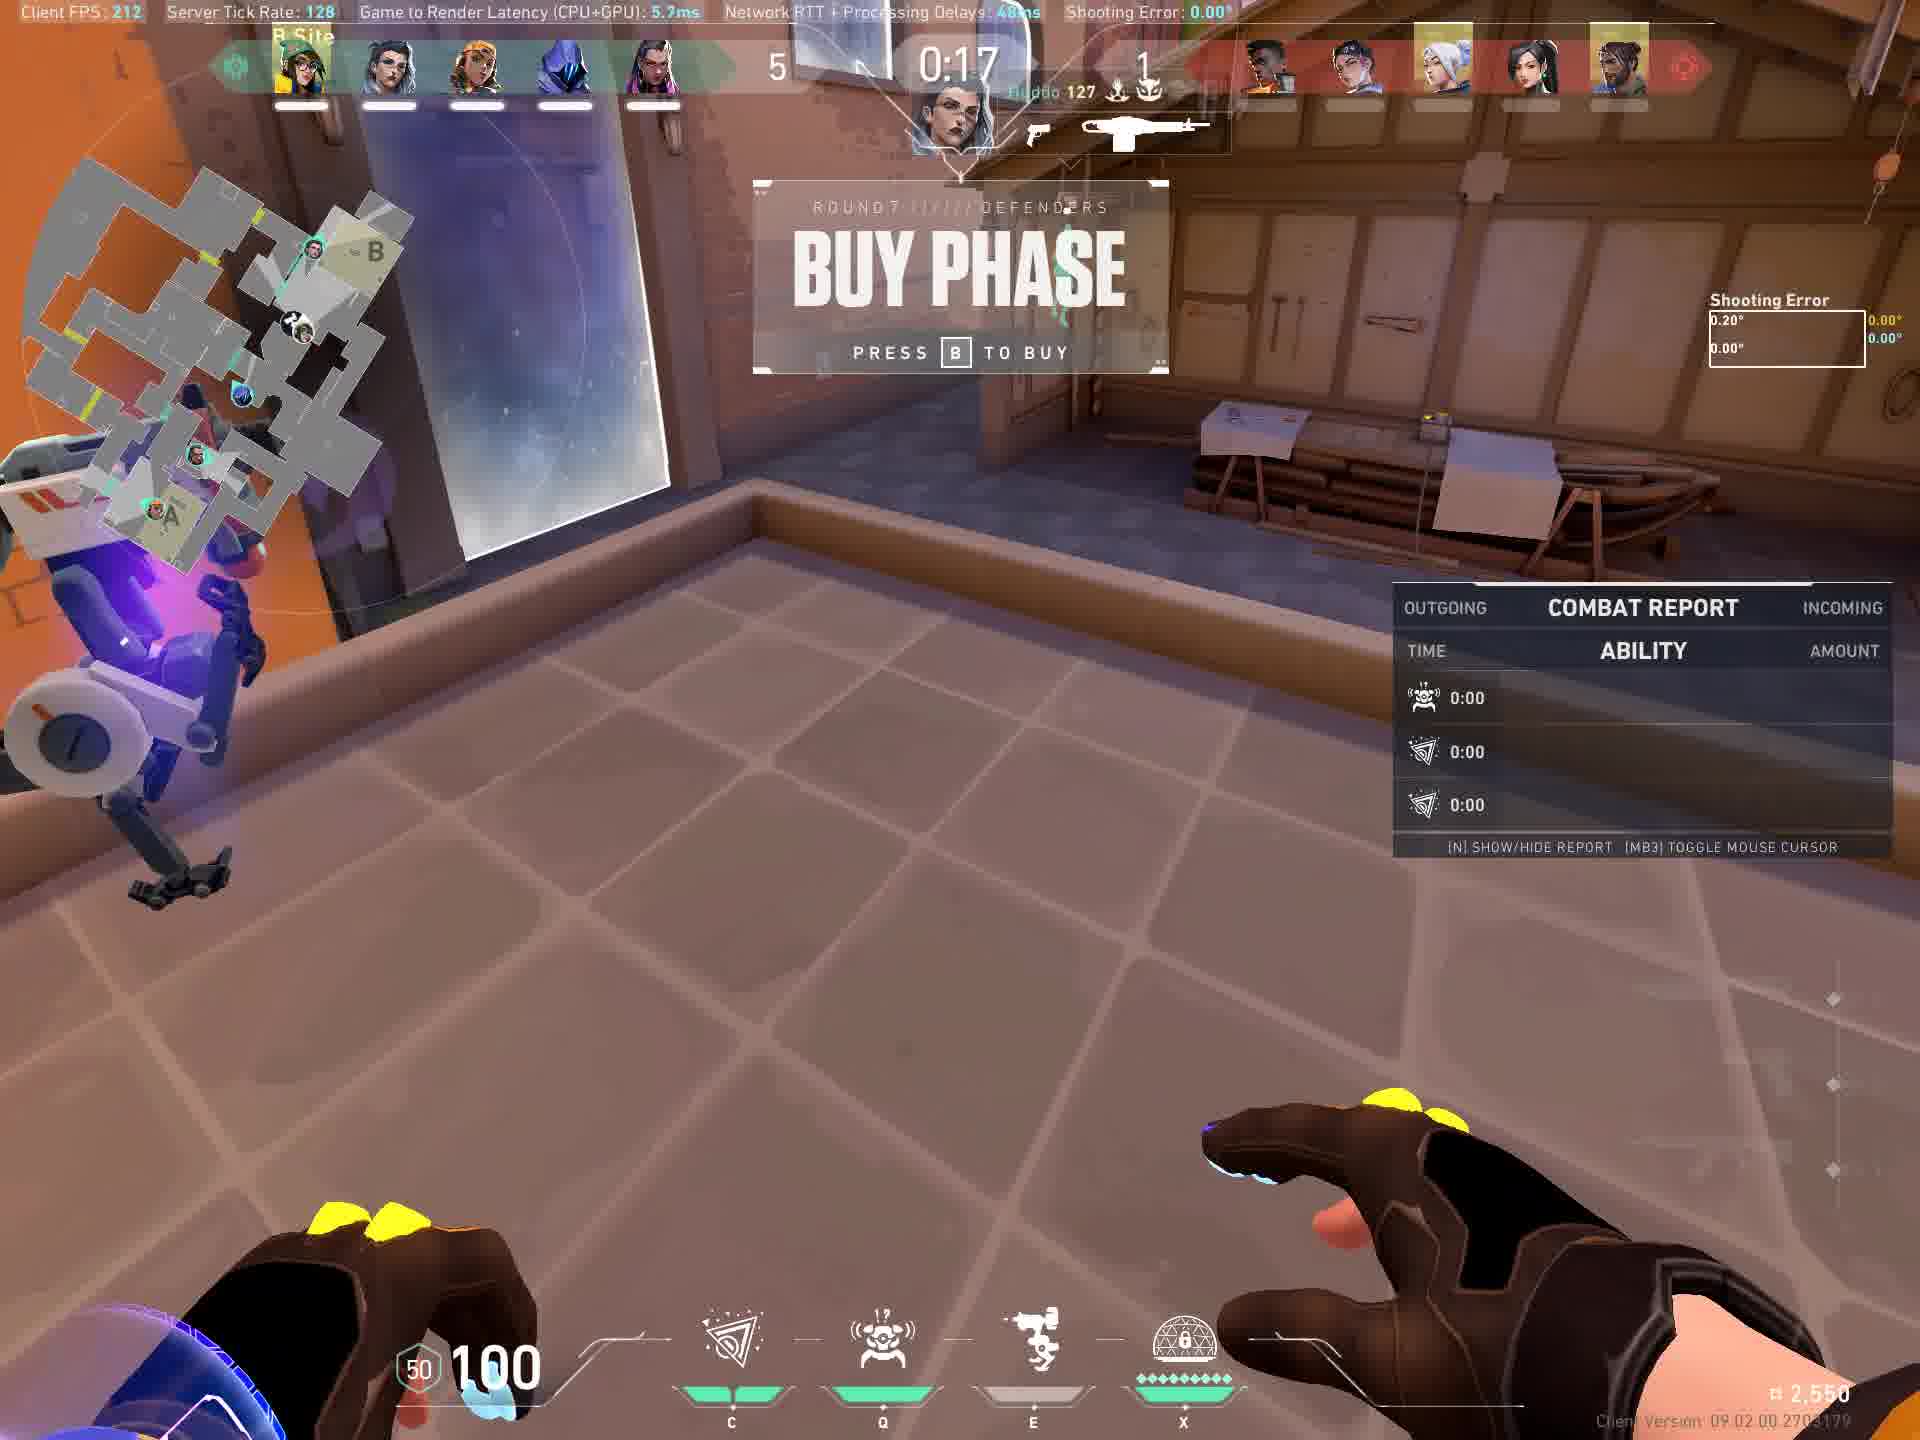 Client FPS: 212 Server Tick Rate: 128 Game to Render Latency (CPU+GPU): 5.7ms Network RTT + Processing Delays: 48ms Shooting Error: 0.00°
B Site
5 0:17 1
127
ROUND 7 ////// DEFENDERS
BUY PHASE
PRESS B TO BUY
B
A
Shooting Error
0.20° 0.00°
0.00° 0.00°
OUTGOING COMBAT REPORT INCOMING
TIME ABILITY AMOUNT
0:00
0:00
0:00
[N] SHOW/HIDE REPORT [MB3] TOGGLE MOUSE CURSOR
50 100
C Q E X
¤ 2,550
Client Version: 09.02.00.2703179